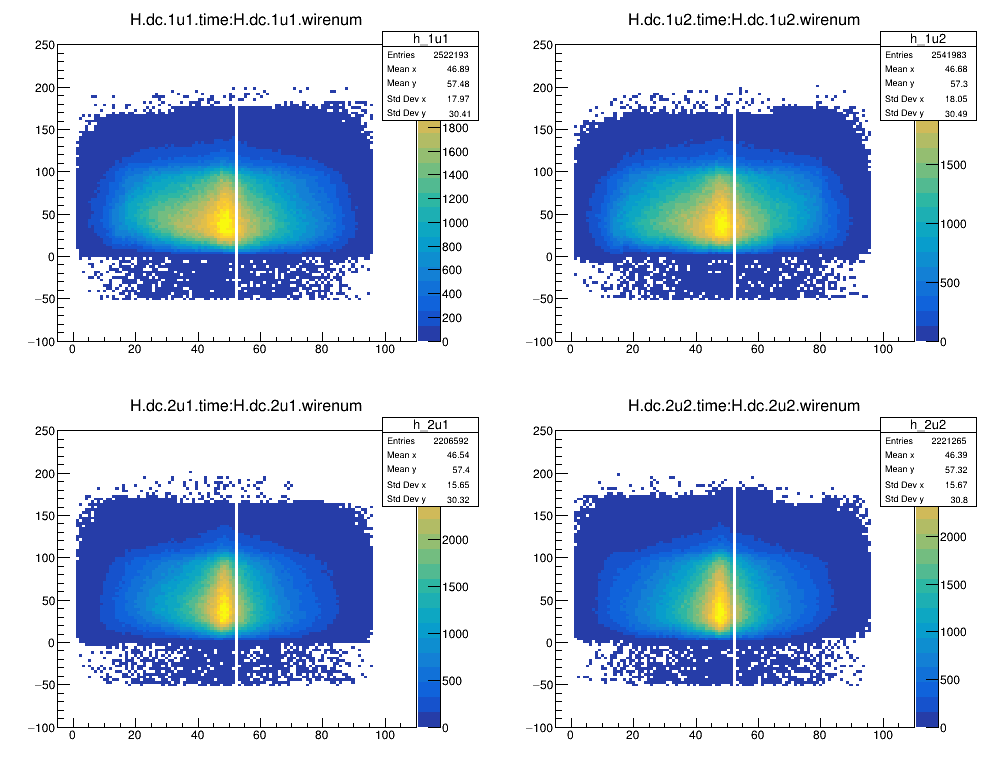 H.dc.1u1.time:H.dc.1u1.wirenum
h_1u1
Entries 2522193
Mean x 46.89
Mean y 57.48
Std Dev x 17.97
Std Dev y 30.41
250
200
150
100
50
0
−50
−100
0 20 40 60 80 100
1800
1600
1400
1200
1000
800
600
400
200
0
H.dc.1u2.time:H.dc.1u2.wirenum
h_1u2
Entries 2541983
Mean x 46.68
Mean y 57.3
Std Dev x 18.05
Std Dev y 30.49
250
200
150
100
50
0
−50
−100
0 20 40 60 80 100
1500
1000
500
0
H.dc.2u1.time:H.dc.2u1.wirenum
h_2u1
Entries 2206592
Mean x 46.54
Mean y 57.4
Std Dev x 15.65
Std Dev y 30.32
250
200
150
100
50
0
−50
−100
0 20 40 60 80 100
2000
1500
1000
500
0
H.dc.2u2.time:H.dc.2u2.wirenum
h_2u2
Entries 2221265
Mean x 46.39
Mean y 57.32
Std Dev x 15.67
Std Dev y 30.8
250
200
150
100
50
0
−50
−100
0 20 40 60 80 100
2000
1500
1000
500
0